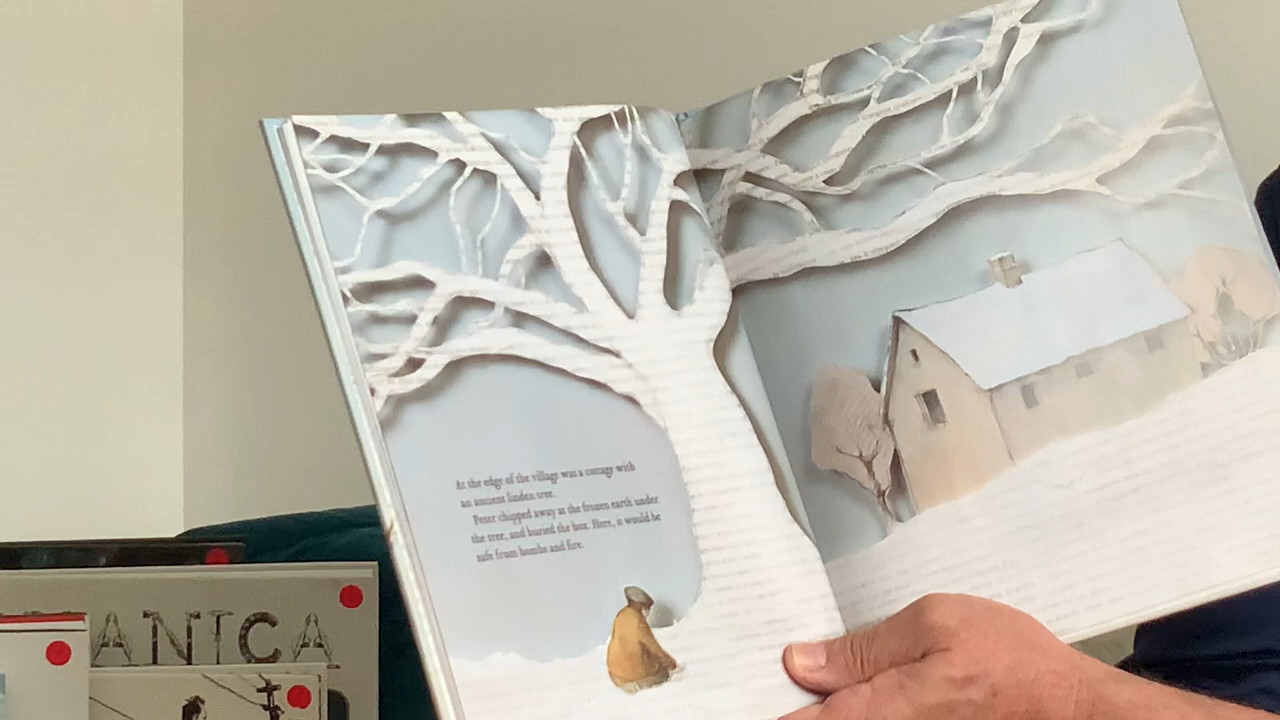 At the edge of the village was a cottage with
an ancient linden tree.
Peter chipped away at the frozen earth under
the tree, and buried the box. Here, it would be
safe from bombs and fire.
ANICA